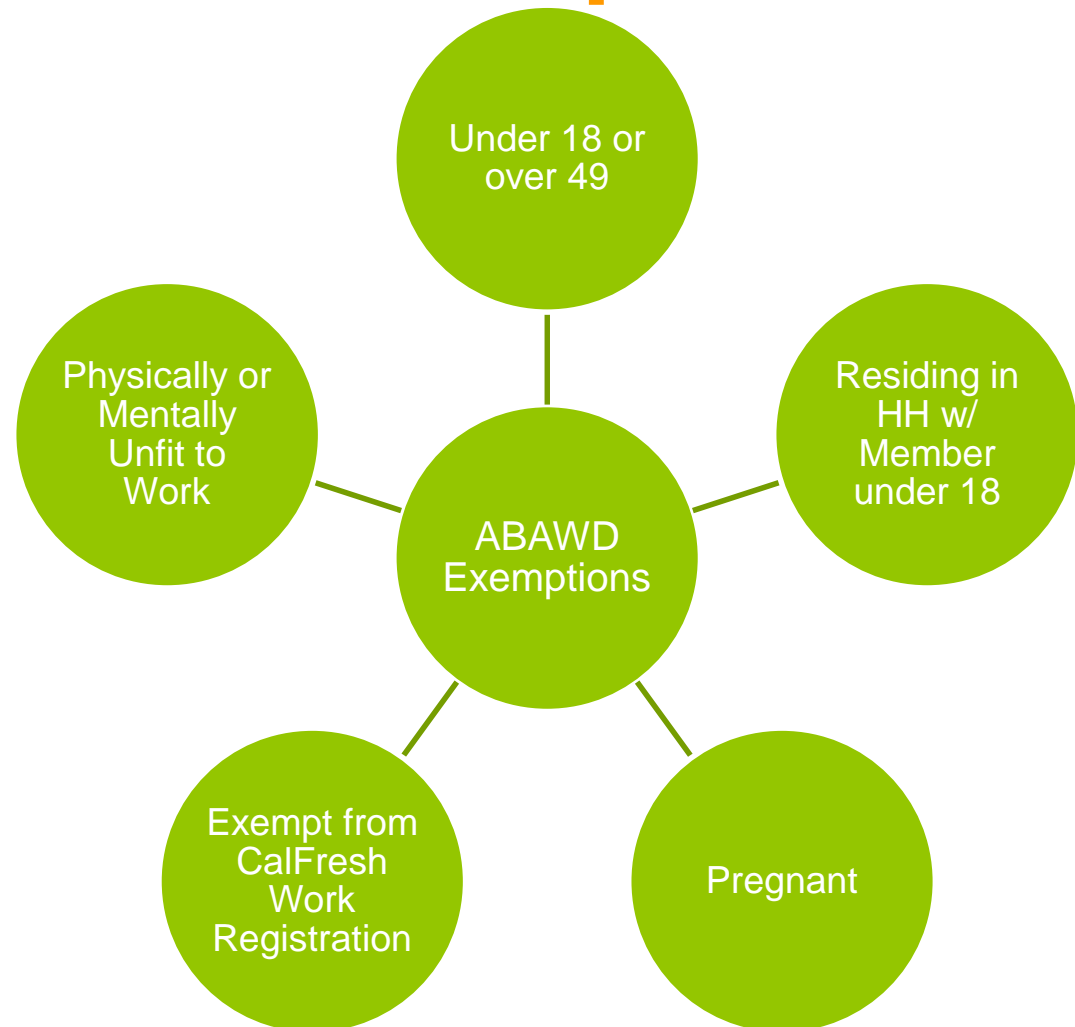 Under 18 or
over 49
Residing in
HH w/
Member
under 18
Pregnant
Exempt from
CalFresh
Work
Registration
Physically or
Mentally
Unfit to
Work
ABAWD
Exemptions